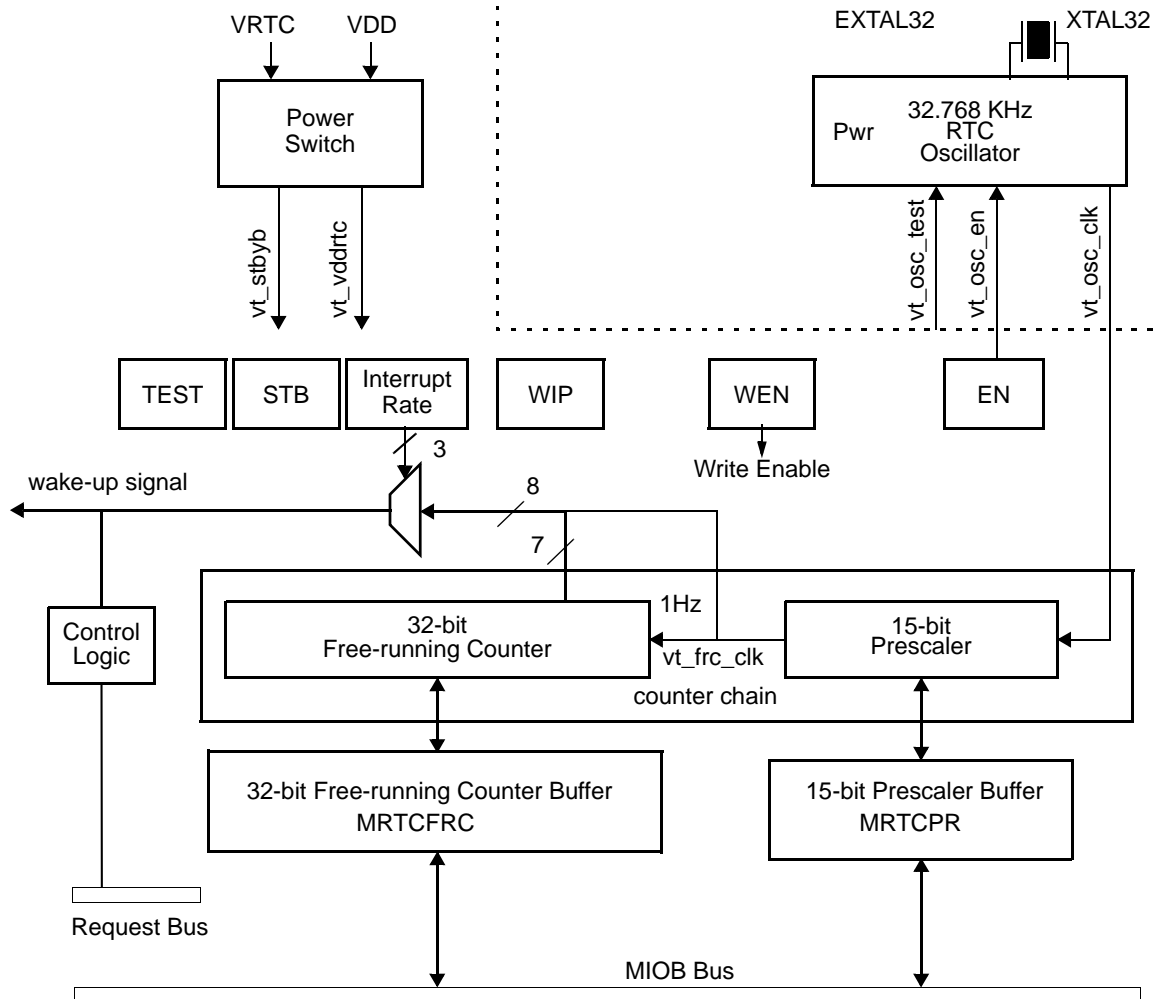 VRTC VDD
EXTAL32 XTAL32
Power
Switch
Pwr
32.768 KHz
RTC
Oscillator
vt_stbyb
vt_vddrtc
vt_osc_test
vt_osc_en
vt_osc_clk
TEST
STB
Interrupt
Rate
WIP
WEN
EN
3
Write Enable
wake-up signal
8
7
Control
Logic
32-bit
Free-running Counter
1Hz
vt_frc_clk
15-bit
Prescaler
counter chain
32-bit Free-running Counter Buffer
MRTCFRC
15-bit Prescaler Buffer
MRTCPR
Request Bus
MIOB Bus